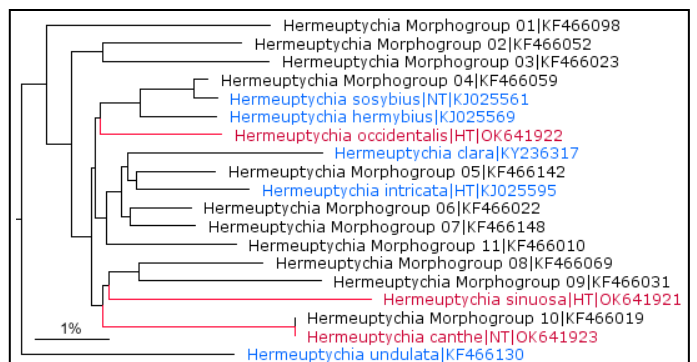 Hermeuptychia Morphogroup 01|KF466098
Hermeuptychia Morphogroup 02|KF466052
Hermeuptychia Morphogroup 03|KF466023
Hermeuptychia Morphogroup 04|KF466059
Hermeuptychia sosybius|NT|KJ025561
Hermeuptychia hermybius|KJ025569
Hermeuptychia occidentalis|HT|OK641922
Hermeuptychia clara|KY236317
Hermeuptychia Morphogroup 05|KF466142
Hermeuptychia intricata|HT|KJ025595
Hermeuptychia Morphogroup 06|KF466022
Hermeuptychia Morphogroup 07|KF466148
Hermeuptychia Morphogroup 11|KF466010
Hermeuptychia Morphogroup 08|KF466069
Hermeuptychia Morphogroup 09|KF466031
Hermeuptychia sinuosa|HT|OK641921
Hermeuptychia Morphogroup 10|KF466019
1%
Hermeuptychia canthe|NT|OK641923
Hermeuptychia undulata|KF466130